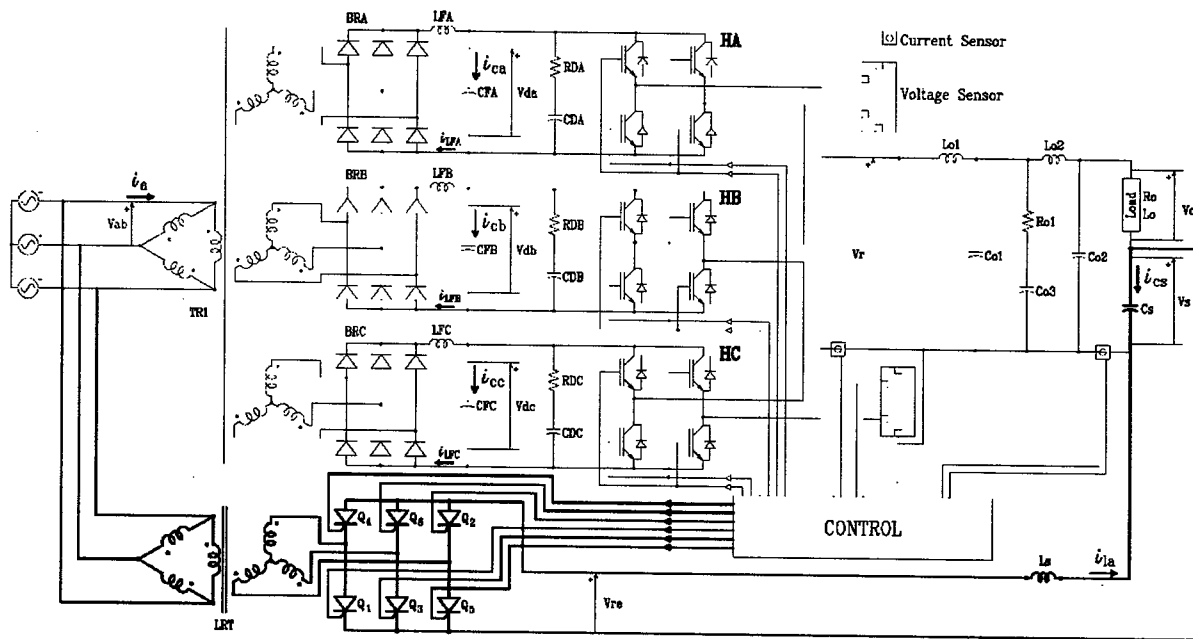 BRA
LFA
HA
Current Sensor
ica
CFA
Vda
RDA
CDA
iLFA
Voltage Sensor
Lo1
Lo2
ia
Vab
TR1
BRB
LFB
HB
icb
CFB
Vdb
RDB
CDB
iLFB
Vr
Co1
Ro1
Co3
Co2
Load
Ro
Lo
ics
Cs
Vs
BRC
LFC
HC
icc
CFC
Vdc
RDC
CDC
iLFC
Q4
Q6
Q2
CONTROL
Q1
Q3
Q5
LRT
Vre
Ls
ila